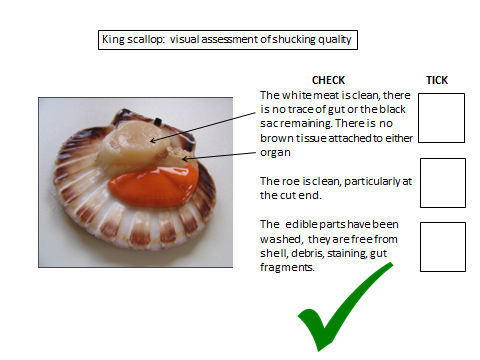 King scallop: visual assessment of shucking quality
CHECK TICK
The white meat is clean, there
is no trace of gut or the black
sac remaining. There is no
brown tissue attached to either
organ
The roe is clean, particularly at
the cut end.
The edible parts have been
washed, they are free from
shell, debris, staining, gut
fragments.